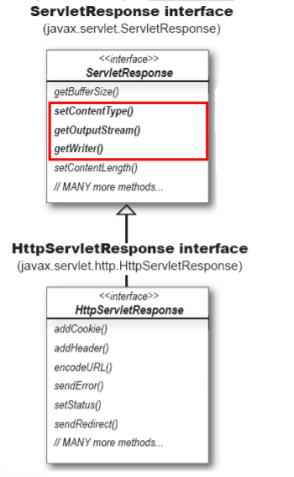 ServletResponse interface
(javax.servlet.ServletResponse)
<<interface>>
ServletResponse
getBufferSize()
setContentType()
getOutputStream()
getWriter()
setContentLength()
// MANY more methods...
HttpServletResponse interface
(javax.servlet.http.HttpServletResponse)
<<interface>>
HttpServletResponse
addCookie()
addHeader()
encodeURL()
sendError()
setStatus()
sendRedirect()
// MANY more methods...